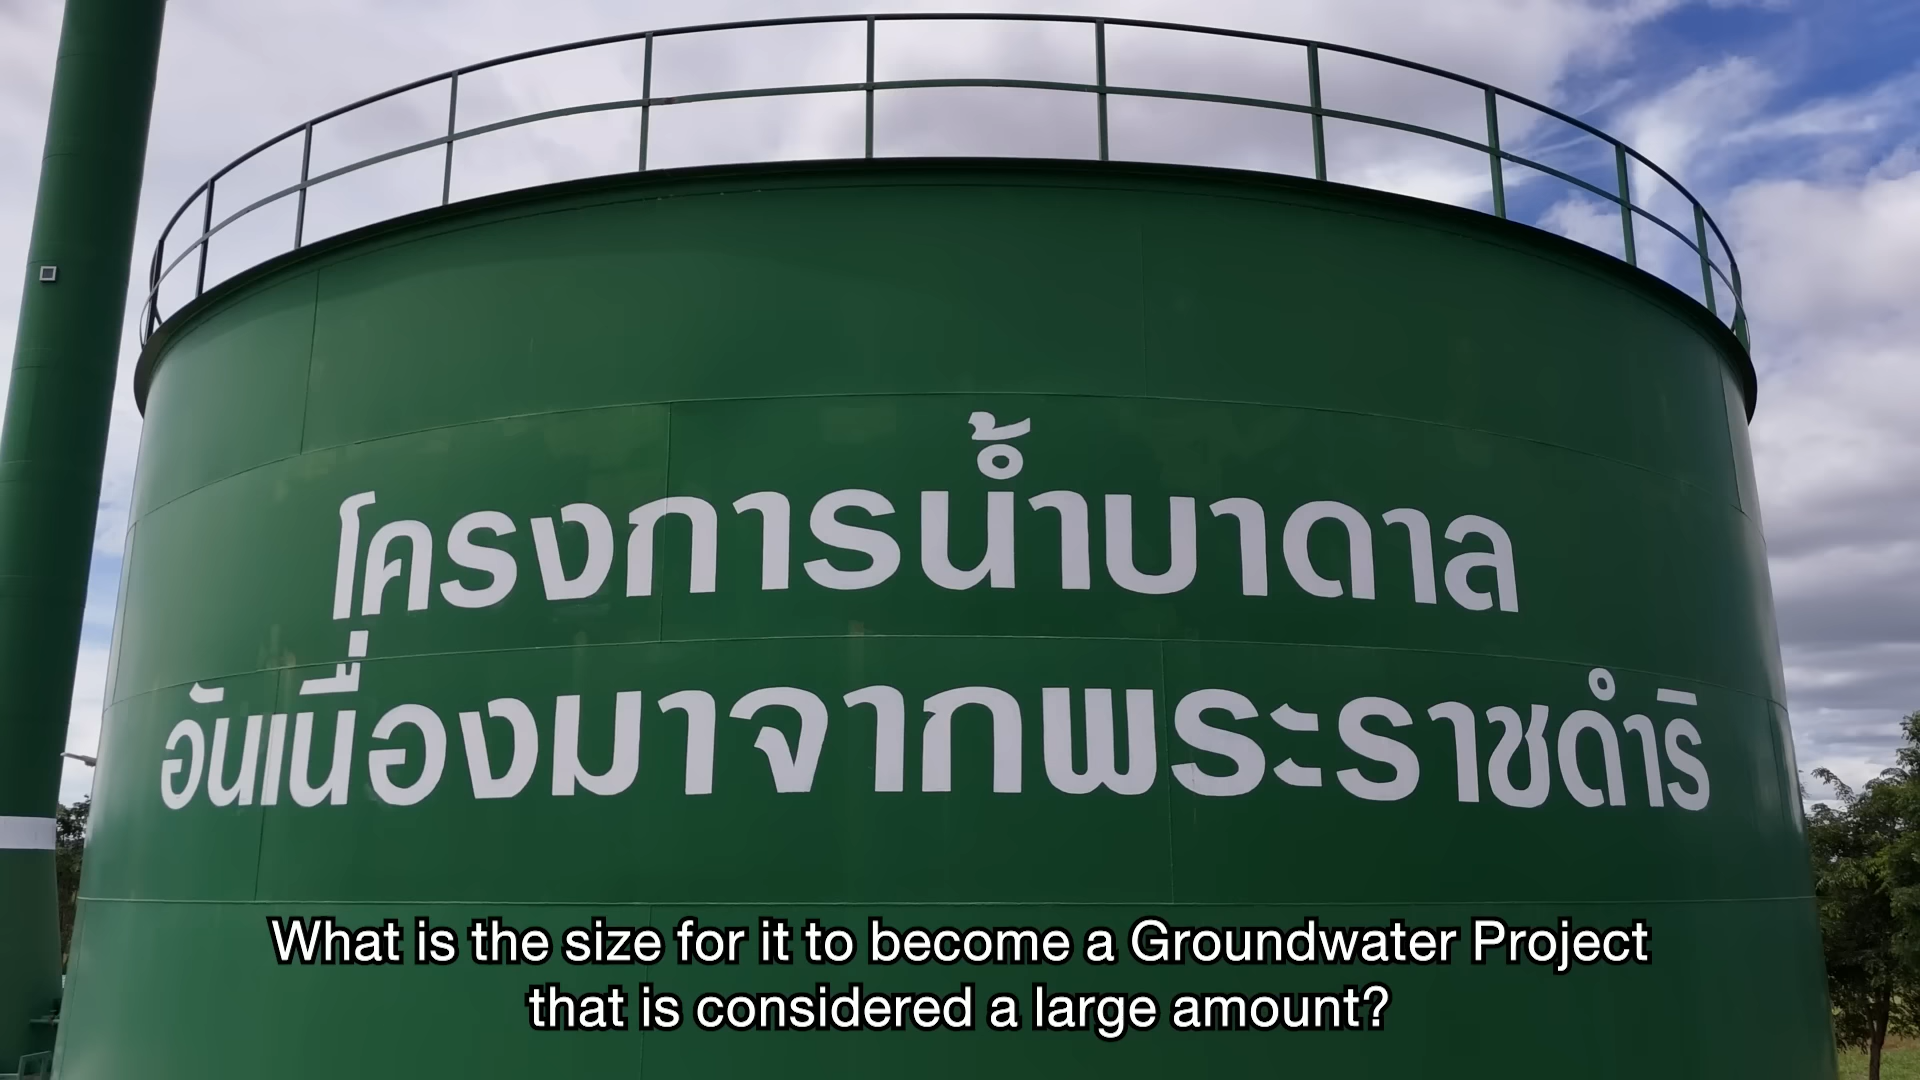 โครงการน้ำบาดาล
อันเนื่องมาจากพระราชดำริ
What is the size for it to become a Groundwater Project
that is considered a large amount?